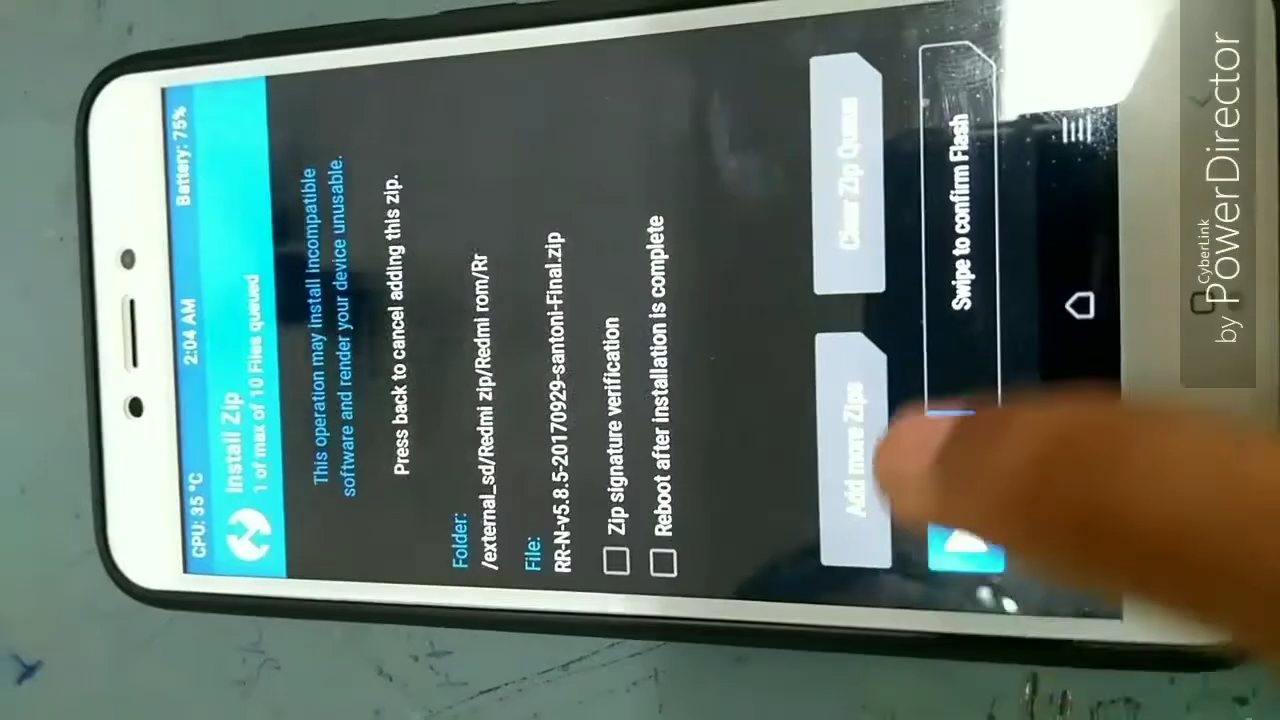 CPU: 35 °C 2:04 AM Battery: 75%
Install Zip
1 of max of 10 Files queued
This operation may install incompatible
software and render your device unusable.
Press back to cancel adding this zip.
Folder:
/external_sd/Redmi zip/Redmi rom/Rr
File:
RR-N-v5.8.5-20170929-santoni-Final.zip
Zip signature verification
Reboot after installation is complete
Add more Zips
Clear Zip Queue
Swipe to confirm Flash
CyberLink
by PowerDirector